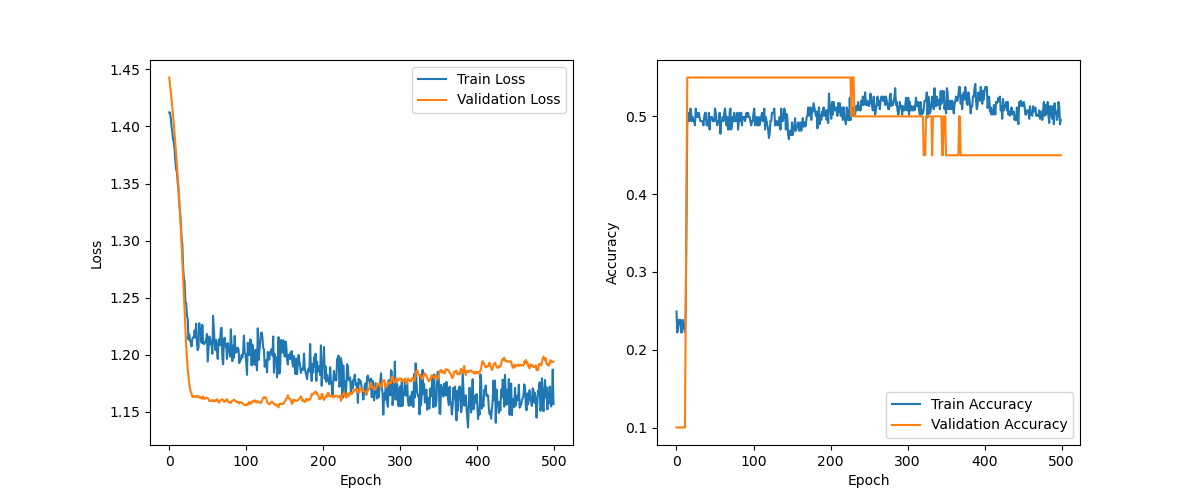 1.45
1.40
1.35
1.30
1.25
1.20
1.15
Loss
0 100 200 300 400 500
Epoch
Train Loss
Validation Loss
0.5
0.4
0.3
0.2
0.1
Accuracy
0 100 200 300 400 500
Epoch
Train Accuracy
Validation Accuracy